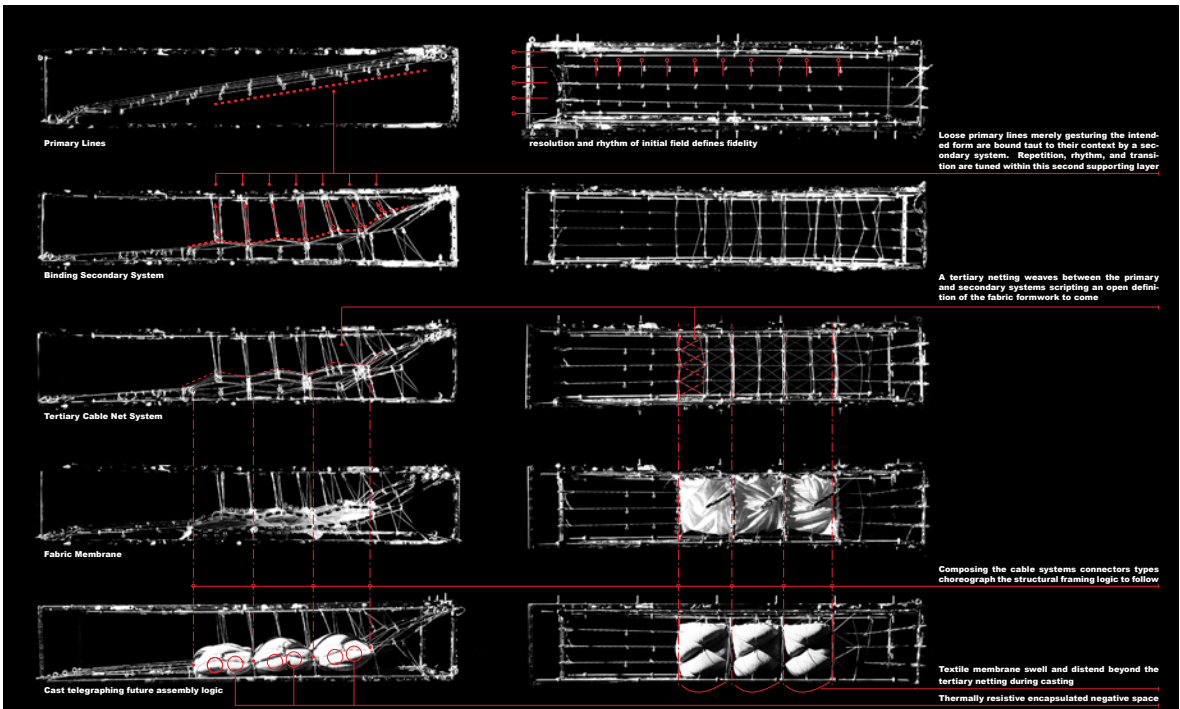 Primary Lines
resolution and rhythm of initial field defines fidelity
Loose primary lines merely gesturing the intend-
ed form are bound taut to their context by a sec-
ondary system.  Repetition, rhythm, and transi-
tion are tuned within this second supporting layer
Binding Secondary System
A tertiary netting weaves between the primary
and secondary systems scripting an open defini-
tion of the fabric formwork to come
Tertiary Cable Net System
Fabric Membrane
Composing the cable systems connectors types
choreograph the structural framing logic to follow
Cast telegraphing future assembly logic
Textile membrane swell and distend beyond the
tertiary netting during casting
Thermally resistive encapsulated negative space